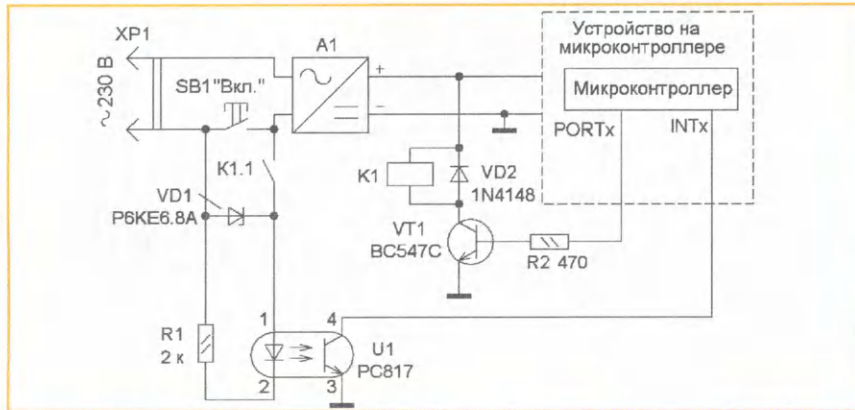 XP1
~230 В
SB1"Вкл."
A1
+
−
Устройство на
микроконтроллере
Микроконтроллер
PORTx
INTx
K1.1
VD1
P6KE6.8A
K1
VD2
1N4148
VT1
BC547C
R2 470
R1
2 к
1
4
2
3
U1
PC817